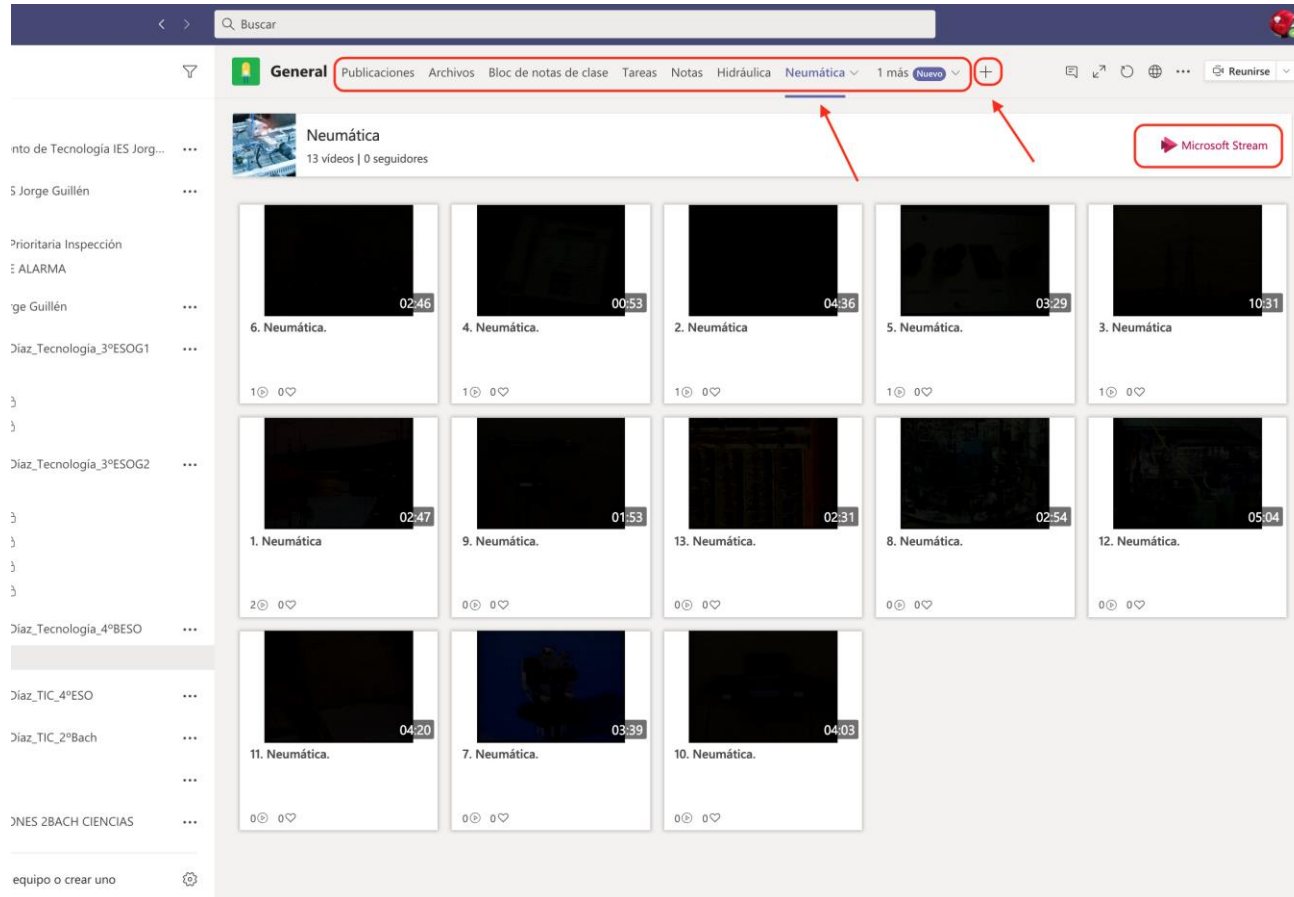 Buscar
General Publicaciones Archivos Bloc de notas de clase Tareas Notas Hidráulica Neumática 1 más Nuevo Reunirse
Neumática
13 vídeos | 0 seguidores
Microsoft Stream
nto de Tecnología IES Jorg... ...
S Jorge Guillén ...
Prioritaria Inspección
E ALARMA
rge Guillén ...
Díaz_Tecnología_3ºESOG1 ...
Díaz_Tecnología_3ºESOG2 ...
Díaz_Tecnología_4ºBESO ...
Díaz_TIC_4ºESO ...
Díaz_TIC_2ºBach ...
ONES 2BACH CIENCIAS ...
equipo o crear uno
02:46 00:53 04:36 03:29 10:31
6. Neumática. 4. Neumática. 2. Neumática 5. Neumática. 3. Neumática
1 0 1 0 1 0 1 0 1 0
02:47 01:53 02:31 02:54 05:04
1. Neumática 9. Neumática. 13. Neumática. 8. Neumática. 12. Neumática.
2 0 0 0 0 0 0 0 0 0
04:20 03:39 04:03
11. Neumática. 7. Neumática. 10. Neumática.
0 0 0 0 0 0